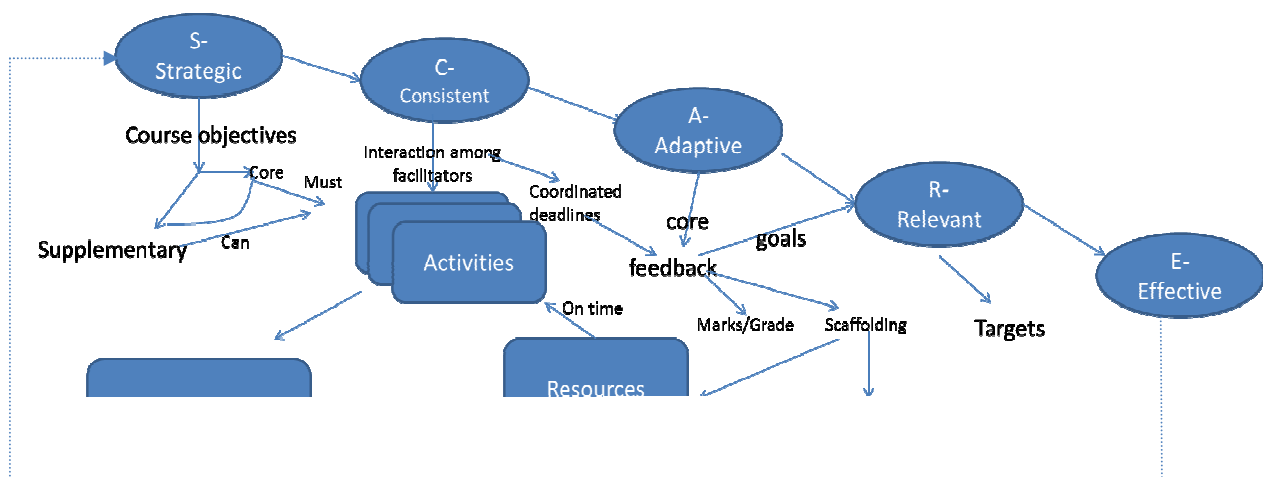 S-
Strategic
C-
Consistent
A-
Adaptive
R-
Relevant
E-
Effective
Course objectives
Core
Must
Supplementary
Can
Interaction among
facilitators
Coordinated
deadlines
Activities
core
feedback
goals
On time
Marks/Grade
Scaffolding
Targets
Resources